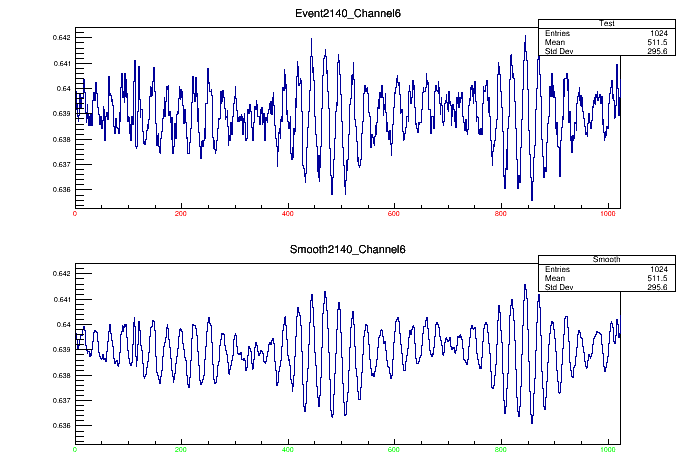 Event2140_Channel6
Test
Entries 1024
Mean 511.5
Std Dev 295.6
0.642
0.641
0.64
0.639
0.638
0.637
0.636
0 200 400 600 800 1000
Smooth2140_Channel6
Smooth
Entries 1024
Mean 511.5
Std Dev 295.6
0.642
0.641
0.64
0.639
0.638
0.637
0.636
0 200 400 600 800 1000